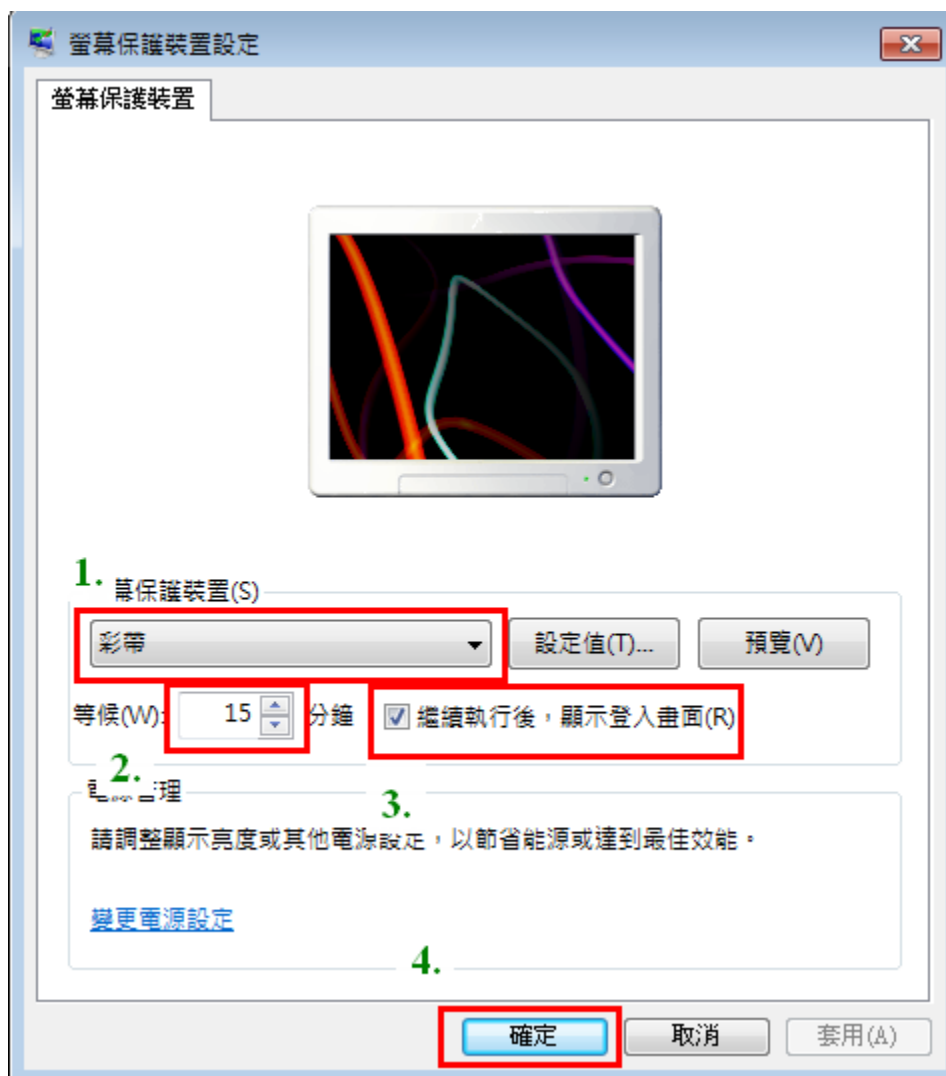 螢幕保護裝置設定
螢幕保護裝置
1.
幕保護裝置(S)
彩帶
設定值(T)...
預覽(V)
等候(W):
15
分鐘
繼續執行後，顯示登入畫面(R)
2.
理
3.
請調整顯示亮度或其他電源設定，以節省能源或達到最佳效能。
變更電源設定
4.
確定
取消
套用(A)